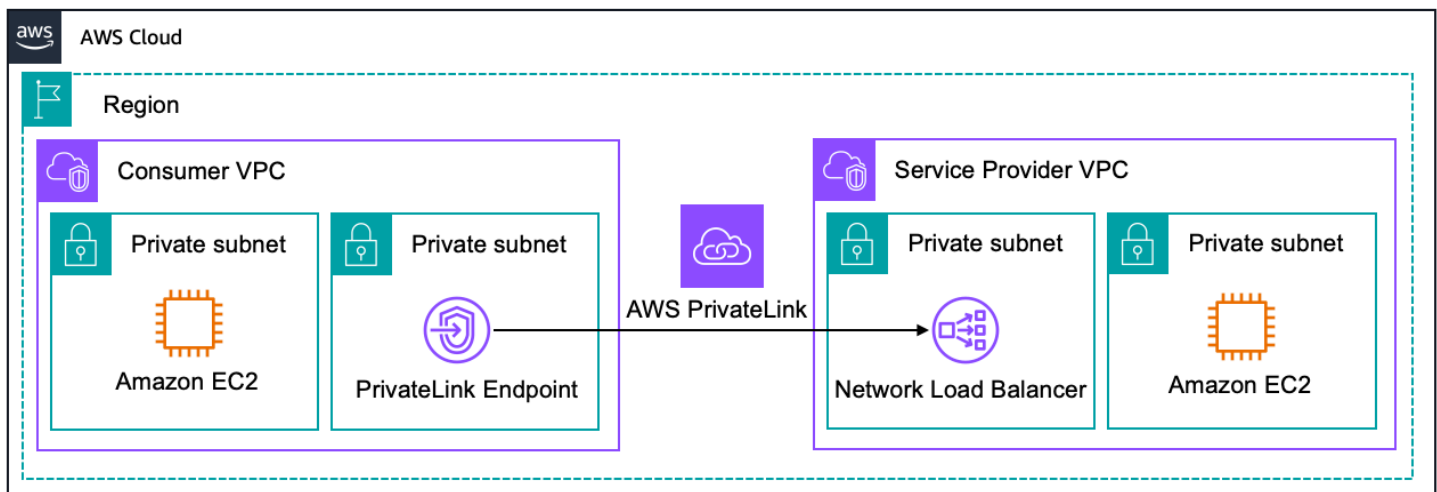 aws
AWS Cloud
Region
Consumer VPC
Service Provider VPC
Private subnet
Private subnet
Private subnet
Private subnet
AWS PrivateLink
Amazon EC2
PrivateLink Endpoint
Network Load Balancer
Amazon EC2